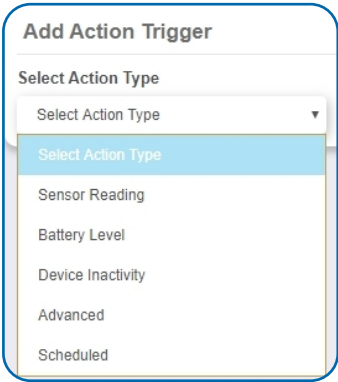 Add Action Trigger
Select Action Type
Select Action Type
Select Action Type
Sensor Reading
Battery Level
Device Inactivity
Advanced
Scheduled